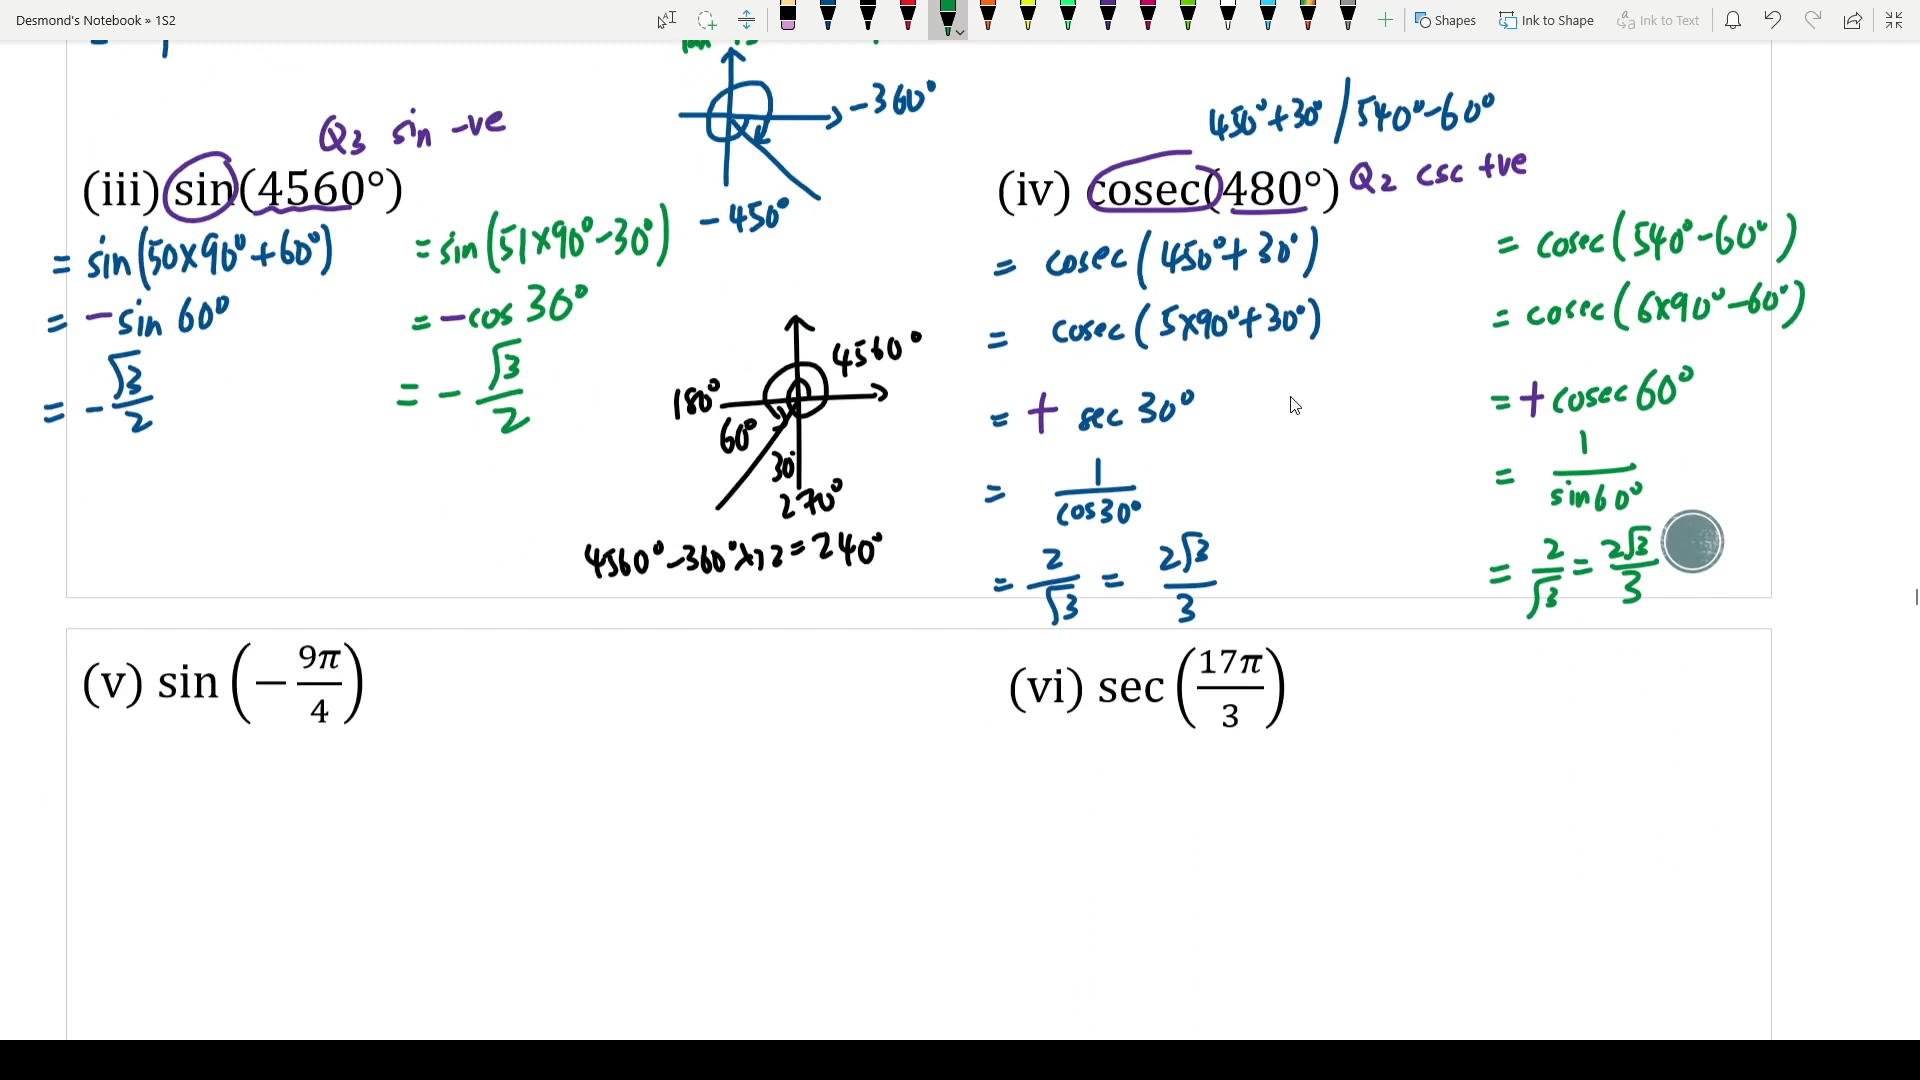 Desmond's Notebook » 1S2
Shapes
Ink to Shape
Ink to Text
-360°
-450°
Q3 sin -ve
(iii) sin(4560°)
= sin(50×90°+60°)
= -sin 60°
= -√3/2
= sin(51×90°-30°)
= -cos 30°
= -√3/2
4560°
180°
60°
30
270°
4560°-360°×12=240°
450°+30° / 540°-60°
(iv) cosec(480°) Q2 csc +ve
= cosec(450°+30°)
= cosec(5×90°+30°)
= + sec 30°
= 1/cos30°
= 2/√3 = 2√3/3
= cosec(540°-60°)
= cosec(6×90°-60°)
= + cosec 60°
= 1/sin60°
= 2/√3 = 2√3/3
(v) sin(-9π/4)
(vi) sec(17π/3)